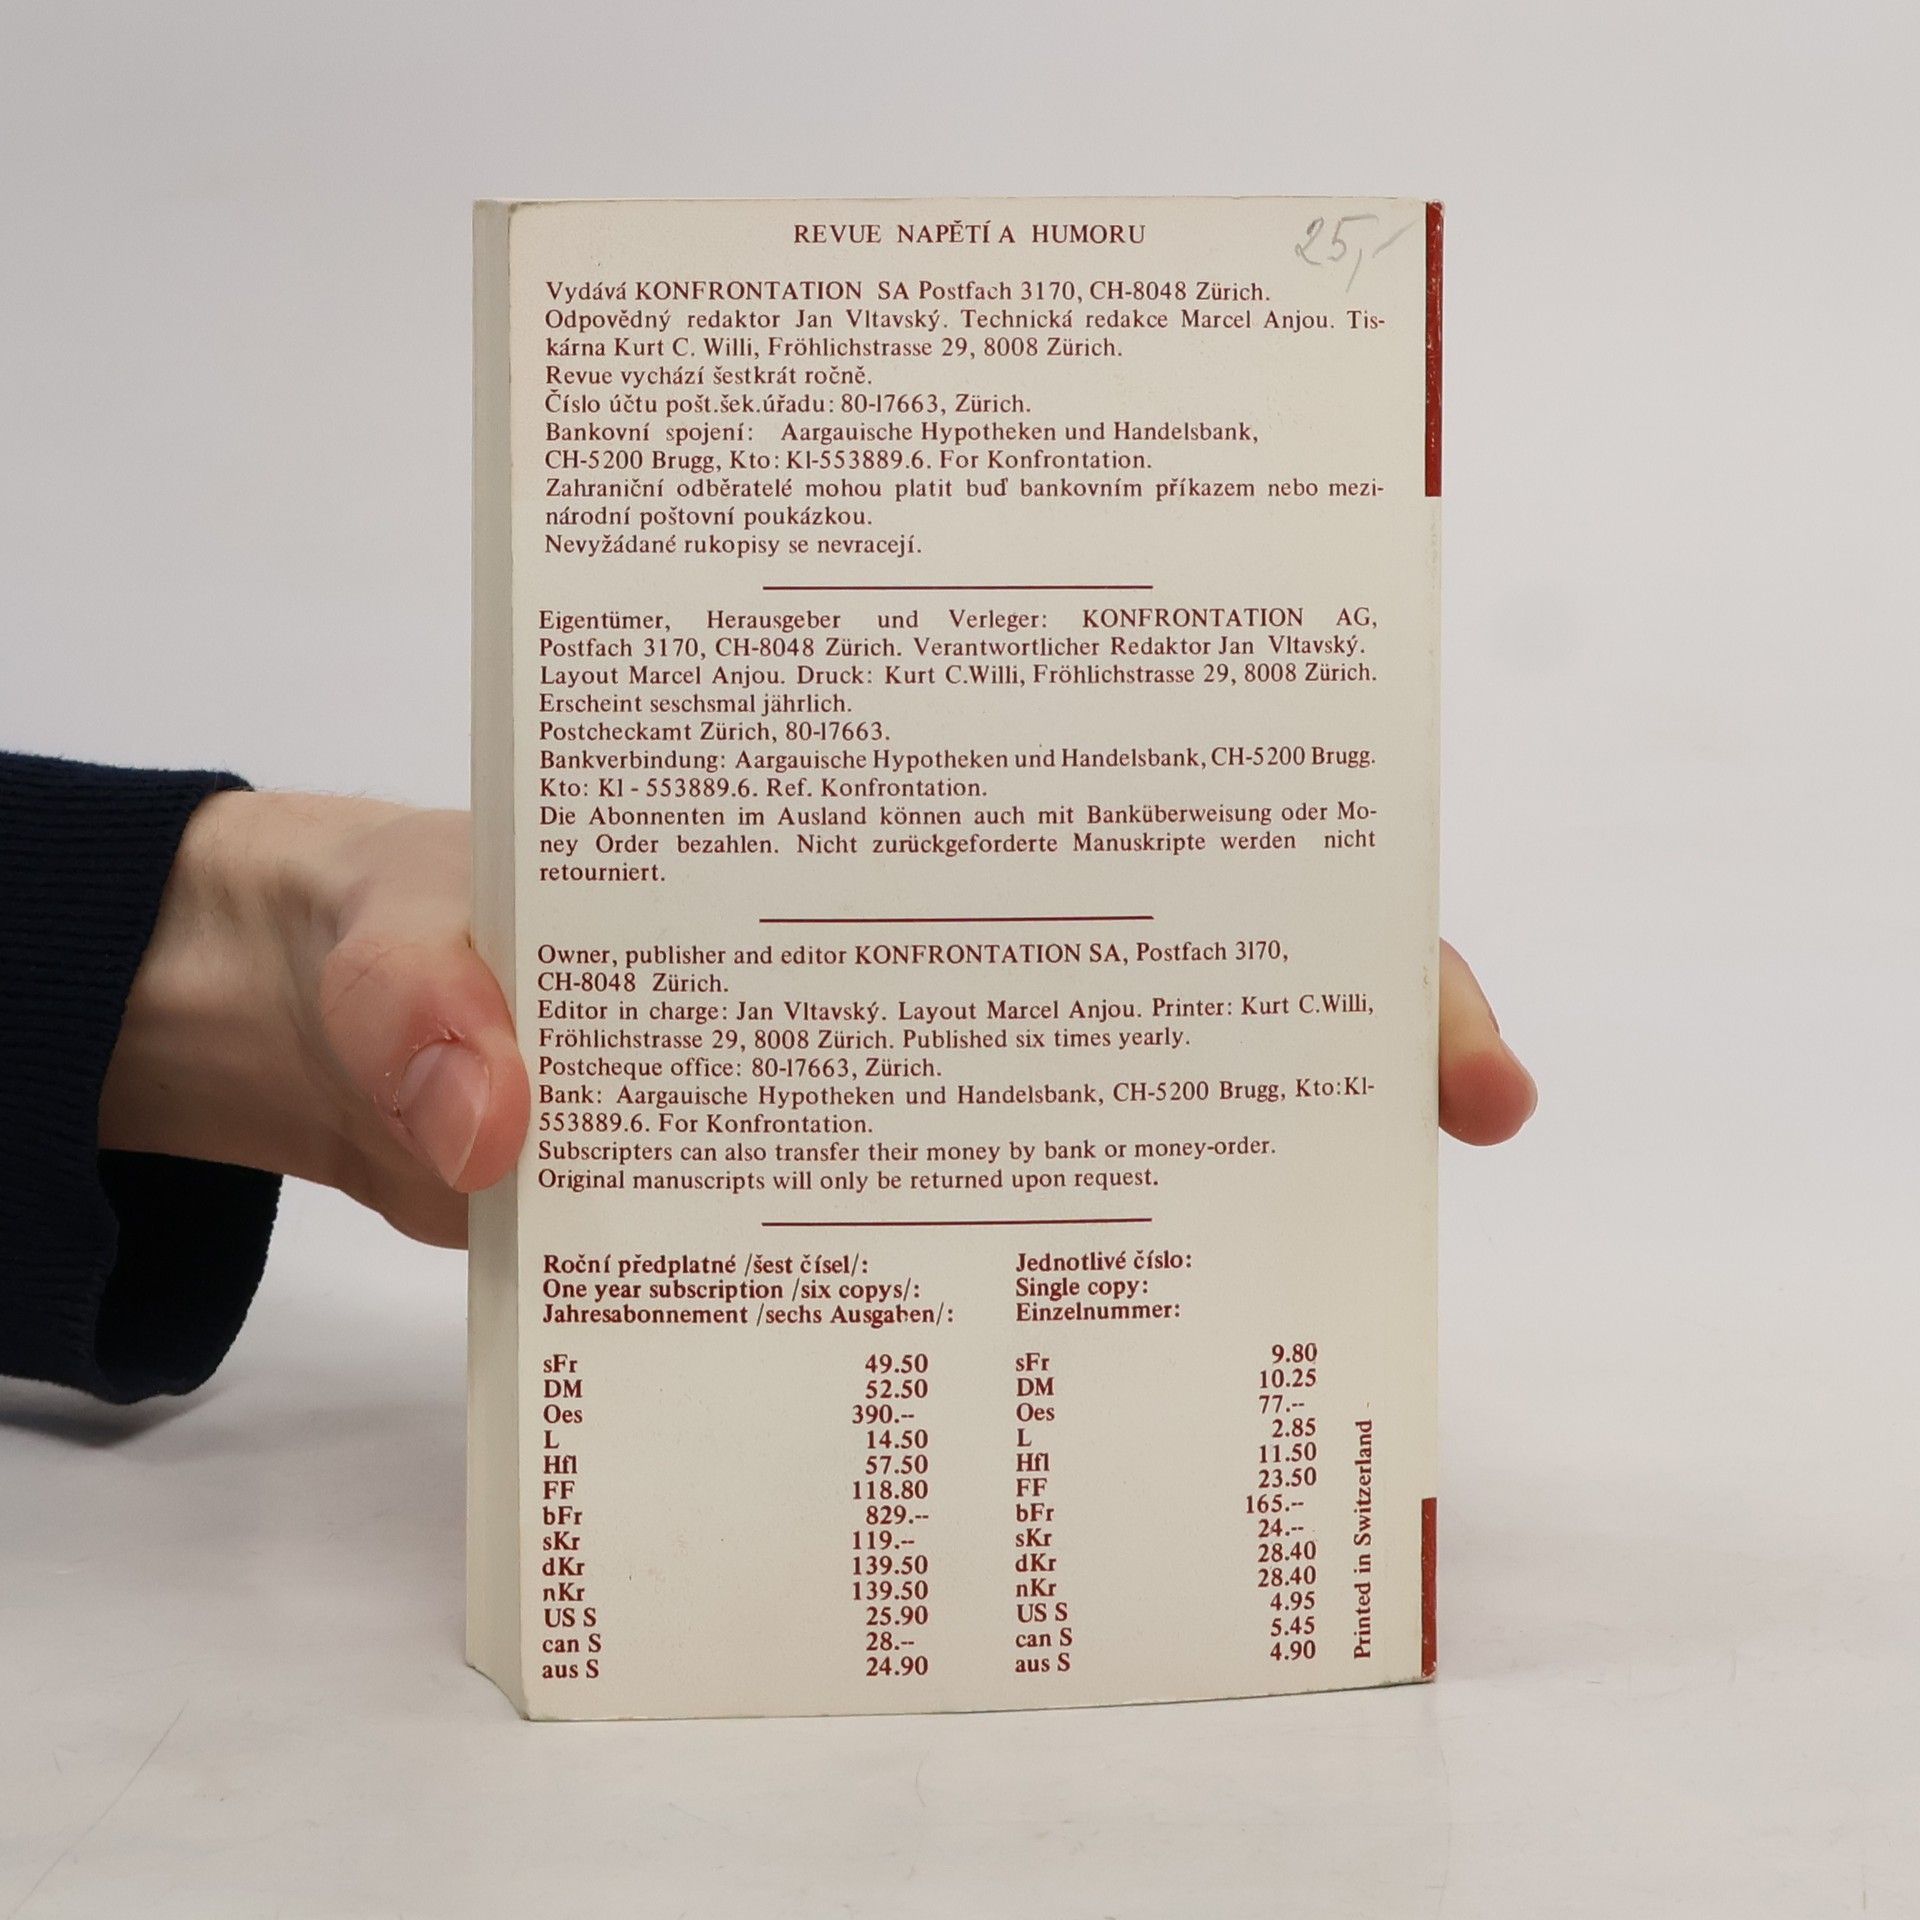 REVUE NAPĚTÍ A HUMORU
25,-
Vydává KONFRONTATION SA Postfach 3170, CH-8048 Zürich.
Odpovědný redaktor Jan Vltavský. Technická redakce Marcel Anjou. Tis-
kárna Kurt C. Willi, Fröhlichstrasse 29, 8008 Zürich.
Revue vychází šestkrát ročně.
Číslo účtu pošt.šek.úřadu: 80-17663, Zürich.
Bankovní spojení: Aargauische Hypotheken und Handelsbank,
CH-5200 Brugg, Kto: Kl-553889.6. For Konfrontation.
Zahraniční odběratelé mohou platit buď bankovním příkazem nebo mezi-
národní poštovní poukázkou.
Nevyžádané rukopisy se nevracejí.
Eigentümer, Herausgeber und Verleger: KONFRONTATION AG,
Postfach 3170, CH-8048 Zürich. Verantwortlicher Redaktor Jan Vltavský.
Layout Marcel Anjou. Druck: Kurt C.Willi, Fröhlichstrasse 29, 8008 Zürich.
Erscheint seschsmal jährlich.
Postcheckamt Zürich, 80-17663.
Bankverbindung: Aargauische Hypotheken und Handelsbank, CH-5200 Brugg.
Kto: Kl - 553889.6. Ref. Konfrontation.
Die Abonnenten im Ausland können auch mit Banküberweisung oder Mo-
ney Order bezahlen. Nicht zurückgeforderte Manuskripte werden nicht
retourniert.
Owner, publisher and editor KONFRONTATION SA, Postfach 3170,
CH-8048 Zürich.
Editor in charge: Jan Vltavský. Layout Marcel Anjou. Printer: Kurt C.Willi,
Fröhlichstrasse 29, 8008 Zürich. Published six times yearly.
Postcheque office: 80-17663, Zürich.
Bank: Aargauische Hypotheken und Handelsbank, CH-5200 Brugg, Kto:Kl-
553889.6. For Konfrontation.
Subscripters can also transfer their money by bank or money-order.
Original manuscripts will only be returned upon request.
Roční předplatné /šest čísel/:
One year subscription /six copys/:
Jahresabonnement /sechs Ausgaben/:
sFr 49.50
DM 52.50
Oes 390.--
L 14.50
Hfl 57.50
FF 118.80
bFr 829.--
sKr 119.--
dKr 139.50
nKr 139.50
US S 25.90
can S 28.--
aus S 24.90
Jednotlivé číslo:
Single copy:
Einzelnummer:
sFr 9.80
DM 10.25
Oes 77.--
L 2.85
Hfl 11.50
FF 23.50
bFr 165.--
sKr 24.--
dKr 28.40
nKr 28.40
US S 4.95
can S 5.45
aus S 4.90
Printed in Switzerland